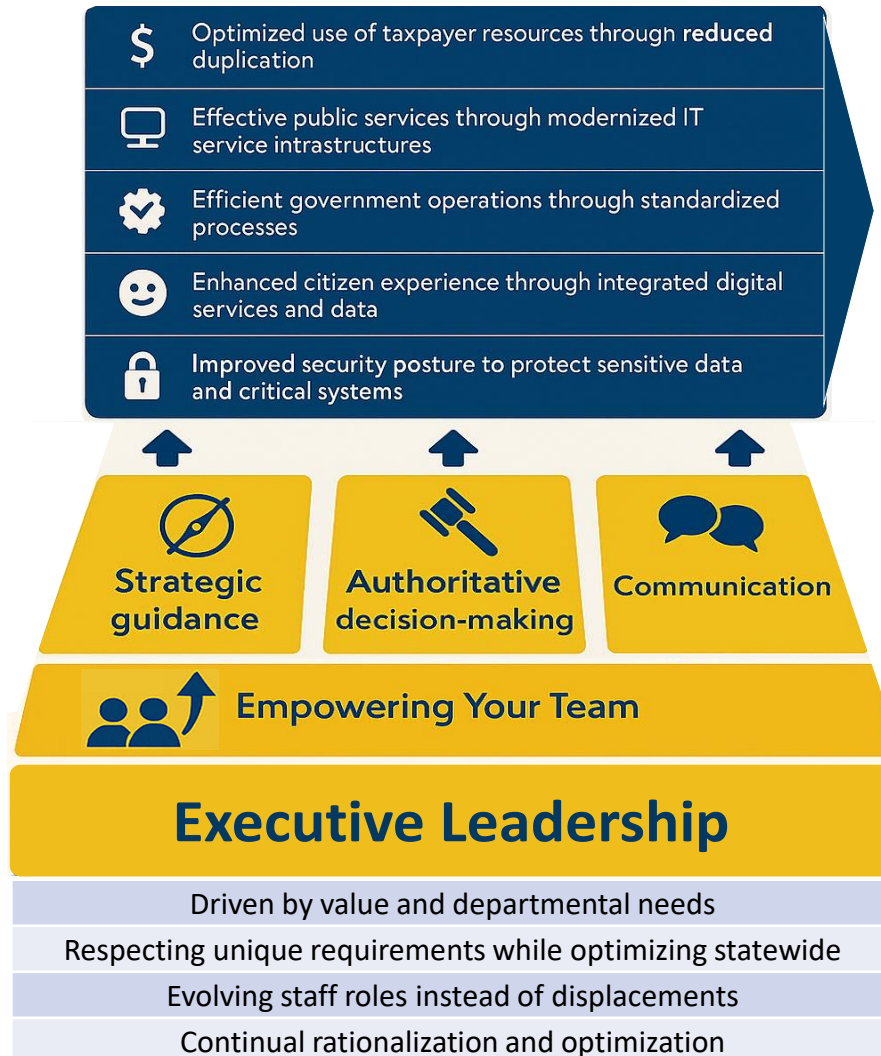 $
Optimized use of taxpayer resources through reduced
duplication
Effective public services through modernized IT
service intrastructures
Efficient government operations through standardized
processes
Enhanced citizen experience through integrated digital
services and data
Improved security posture to protect sensitive data
and critical systems
Strategic
guidance
Authoritative
decision-making
Communication
Empowering Your Team
Executive Leadership
Driven by value and departmental needs
Respecting unique requirements while optimizing statewide
Evolving staff roles instead of displacements
Continual rationalization and optimization